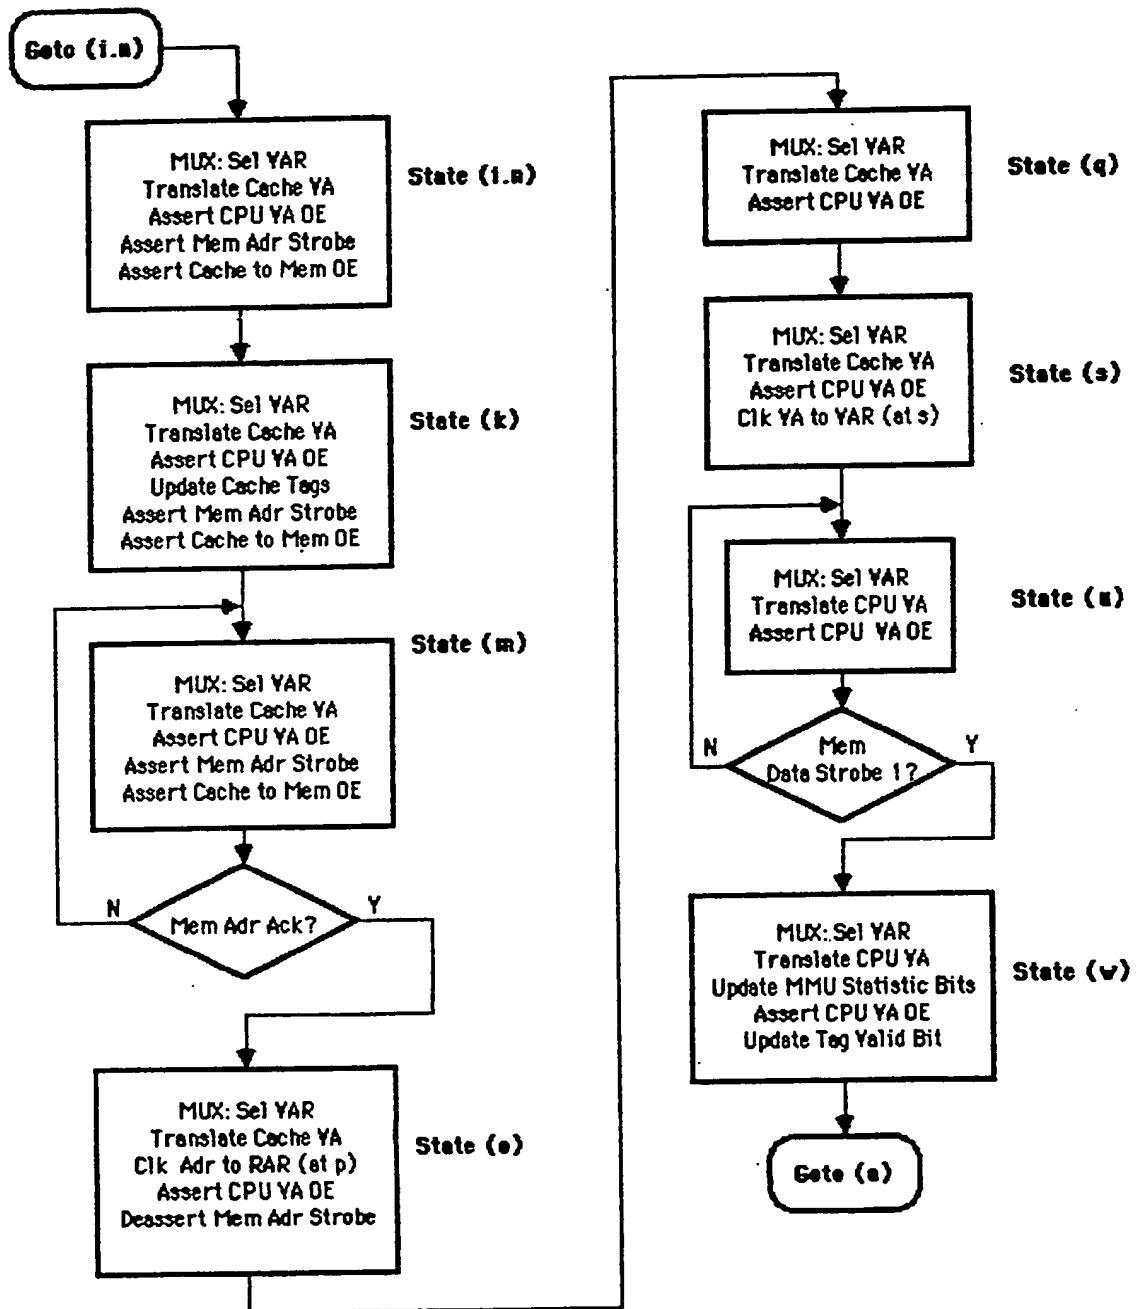 Goto (i.n)
MUX: Sel VAR
Translate Cache VA
Assert CPU VA OE
Assert Mem Adr Strobe
Assert Cache to Mem OE
State (i.n)
MUX: Sel VAR
Translate Cache VA
Assert CPU VA OE
Update Cache Tags
Assert Mem Adr Strobe
Assert Cache to Mem OE
State (k)
MUX: Sel VAR
Translate Cache VA
Assert CPU VA OE
Assert Mem Adr Strobe
Assert Cache to Mem OE
State (m)
N
Mem Adr Ack?
Y
MUX: Sel VAR
Translate Cache VA
Clk Adr to RAR (at p)
Assert CPU VA OE
Deassert Mem Adr Strobe
State (o)
MUX: Sel VAR
Translate Cache VA
Assert CPU VA OE
State (q)
MUX: Sel VAR
Translate Cache VA
Assert CPU VA OE
Clk VA to VAR (at s)
State (s)
MUX: Sel VAR
Translate CPU VA
Assert CPU VA OE
State (u)
N
Mem
Data Strobe 1?
Y
MUX: Sel VAR
Translate CPU VA
Update MMU Statistic Bits
Assert CPU VA OE
Update Tag Valid Bit
State (w)
Goto (a)